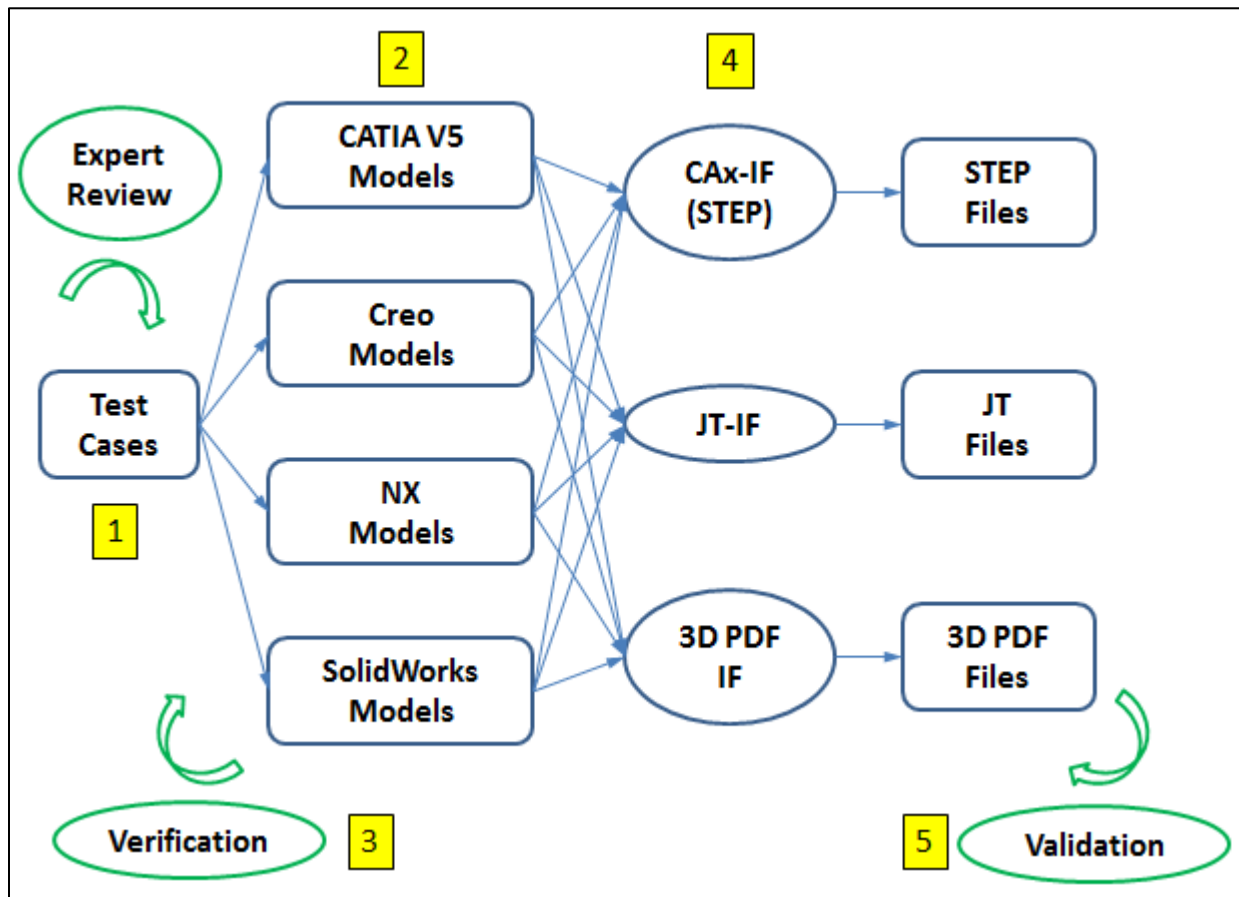 2
4
Expert
Review
CATIA V5
Models
CAx-IF
(STEP)
STEP
Files
Creo
Models
Test
Cases
JT-IF
JT
Files
1
NX
Models
SolidWorks
Models
3D PDF
IF
3D PDF
Files
Verification
3
5
Validation